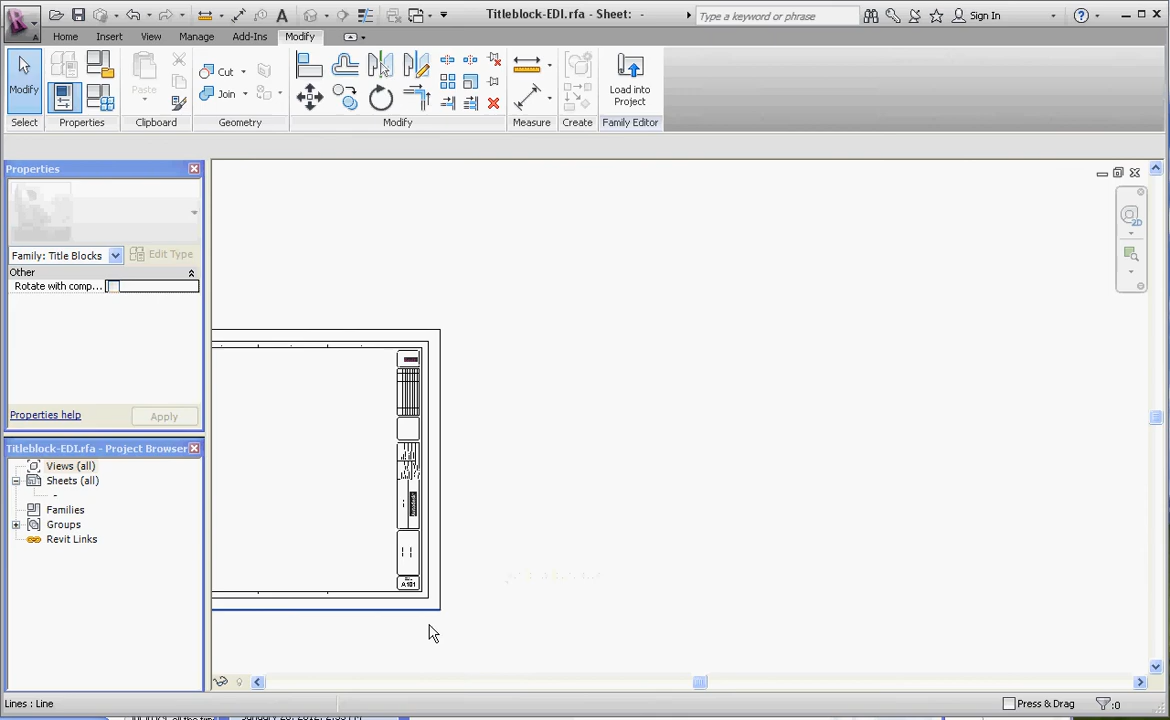 Titleblock-EDI.rfa - Sheet: -
Type a keyword or phrase
Sign In
Home Insert View Manage Add-Ins Modify
Modify
Paste
Cut
Join
Load into
Project
Select Properties Clipboard Geometry Modify Measure Create Family Editor
Properties
Family: Title Blocks
Edit Type
Other
Rotate with comp...
Properties help
Apply
Titleblock-EDI.rfa - Project Browser
Views (all)
Sheets (all)
-
Families
Groups
Revit Links
2D
A101
Lines : Line
Press & Drag
:0